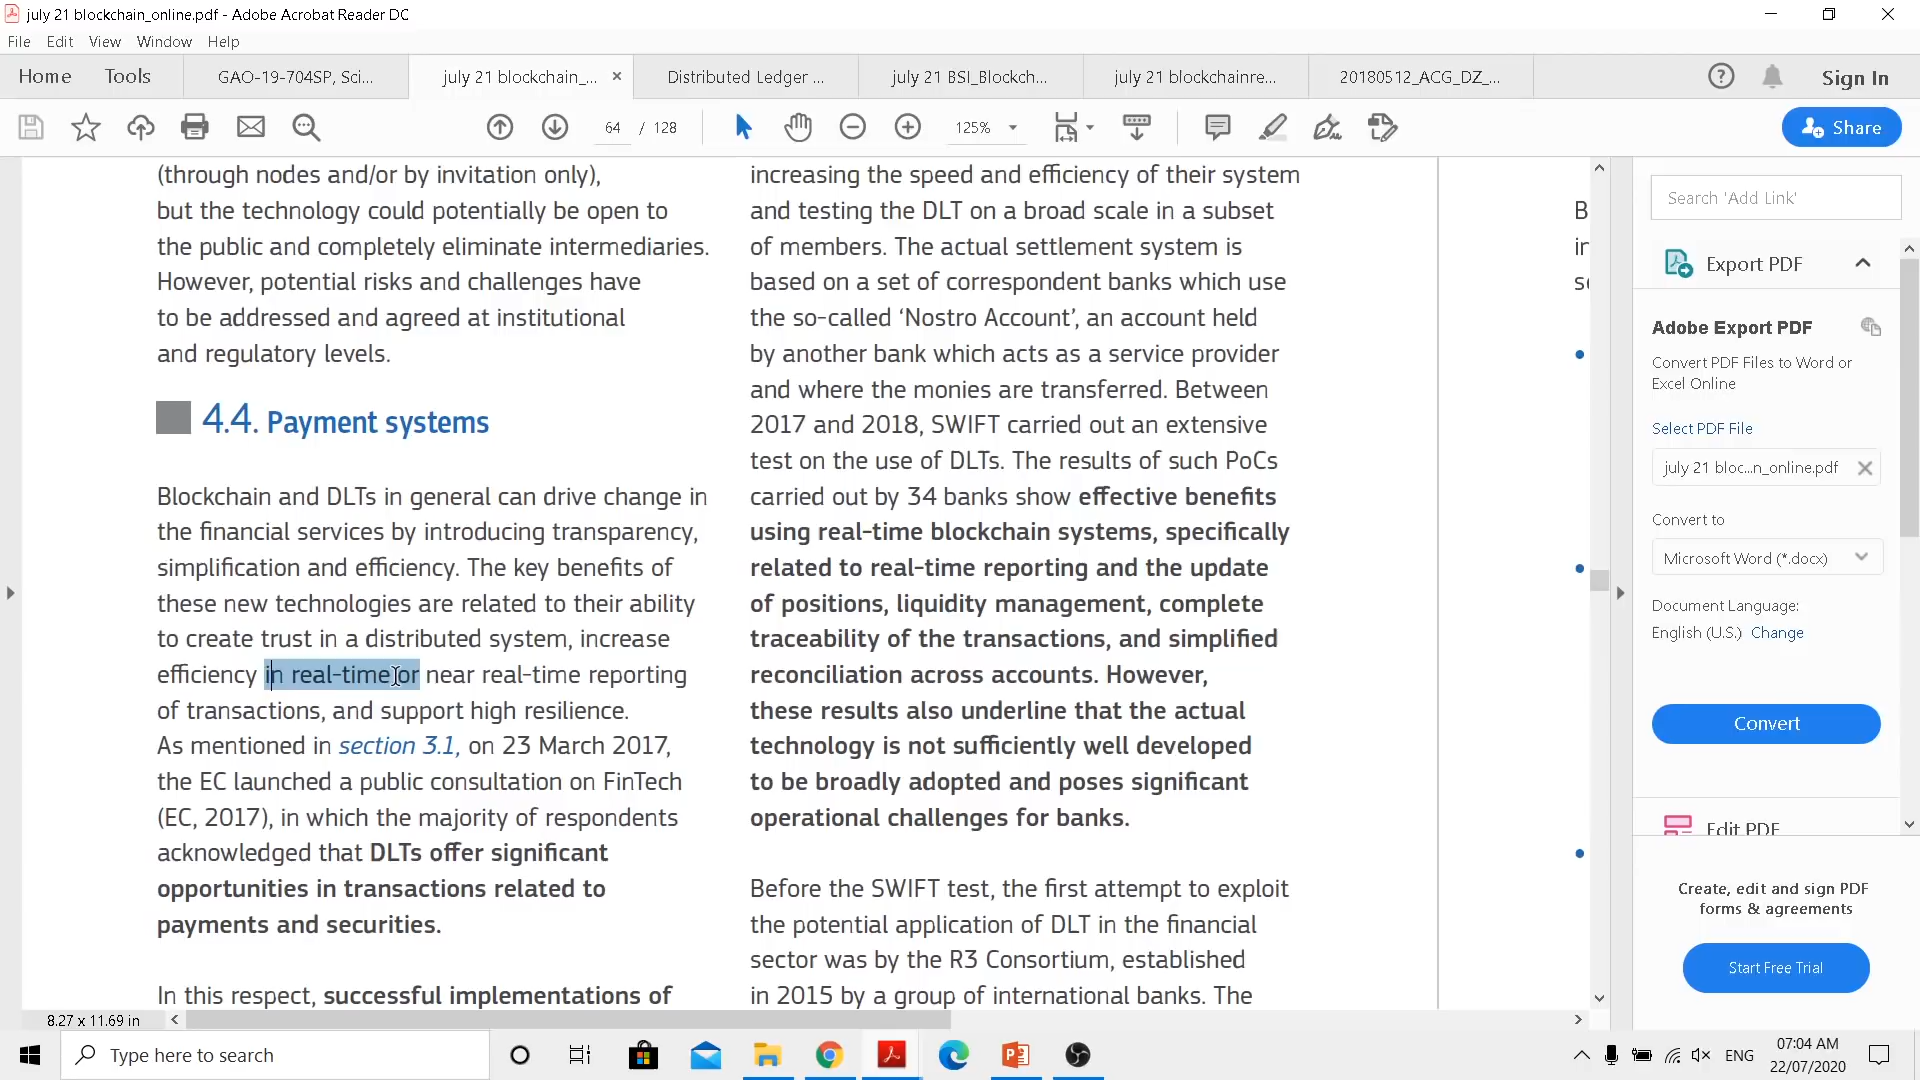 july 21 blockchain_online.pdf - Adobe Acrobat Reader DC
File Edit View Window Help
Home Tools GAO-19-704SP, Sci... july 21 blockchain_... × Distributed Ledger ... july 21 BSI_Blockch... july 21 blockchainre... 20180512_ACG_DZ_... Sign In
64 / 128 125% Share
(through nodes and/or by invitation only),
but the technology could potentially be open to
the public and completely eliminate intermediaries.
However, potential risks and challenges have
to be addressed and agreed at institutional
and regulatory levels.
4.4. Payment systems
Blockchain and DLTs in general can drive change in
the financial services by introducing transparency,
simplification and efficiency. The key benefits of
these new technologies are related to their ability
to create trust in a distributed system, increase
efficiency in real-time or near real-time reporting
of transactions, and support high resilience.
As mentioned in section 3.1, on 23 March 2017,
the EC launched a public consultation on FinTech
(EC, 2017), in which the majority of respondents
acknowledged that DLTs offer significant
opportunities in transactions related to
payments and securities.
In this respect, successful implementations of
increasing the speed and efficiency of their system
and testing the DLT on a broad scale in a subset
of members. The actual settlement system is
based on a set of correspondent banks which use
the so-called ‘Nostro Account’, an account held
by another bank which acts as a service provider
and where the monies are transferred. Between
2017 and 2018, SWIFT carried out an extensive
test on the use of DLTs. The results of such PoCs
carried out by 34 banks show effective benefits
using real-time blockchain systems, specifically
related to real-time reporting and the update
of positions, liquidity management, complete
traceability of the transactions, and simplified
reconciliation across accounts. However,
these results also underline that the actual
technology is not sufficiently well developed
to be broadly adopted and poses significant
operational challenges for banks.
Before the SWIFT test, the first attempt to exploit
the potential application of DLT in the financial
sector was by the R3 Consortium, established
in 2015 by a group of international banks. The
Search 'Add Link'
Export PDF
Adobe Export PDF
Convert PDF Files to Word or
Excel Online
Select PDF File
july 21 bloc...n_online.pdf
Convert to
Microsoft Word (*.docx)
Document Language:
English (U.S.) Change
Convert
Edit PDF
Create, edit and sign PDF
forms & agreements
Start Free Trial
8.27 x 11.69 in
Type here to search
ENG
07:04 AM
22/07/2020